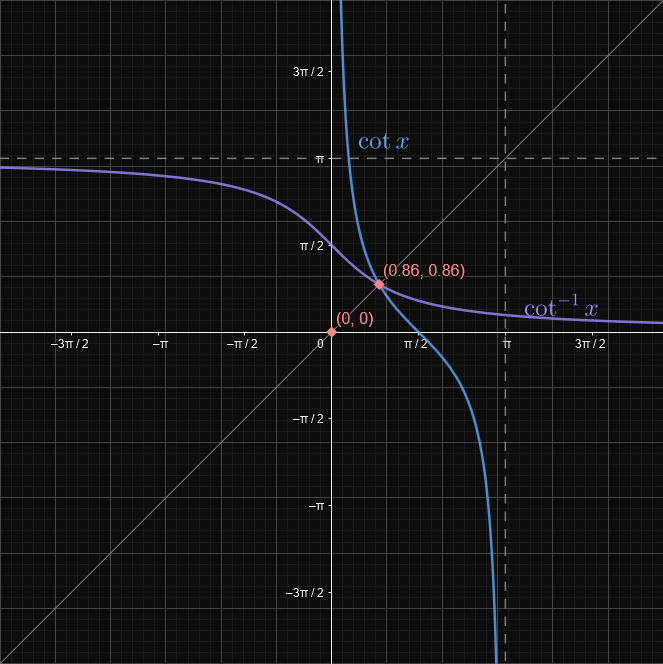 3π / 2
cot x
π
π / 2
(0.86, 0.86)
(0, 0)
cot⁻¹ x
−3π / 2
−π
−π / 2
0
π / 2
π
3π / 2
−π / 2
−π
−3π / 2